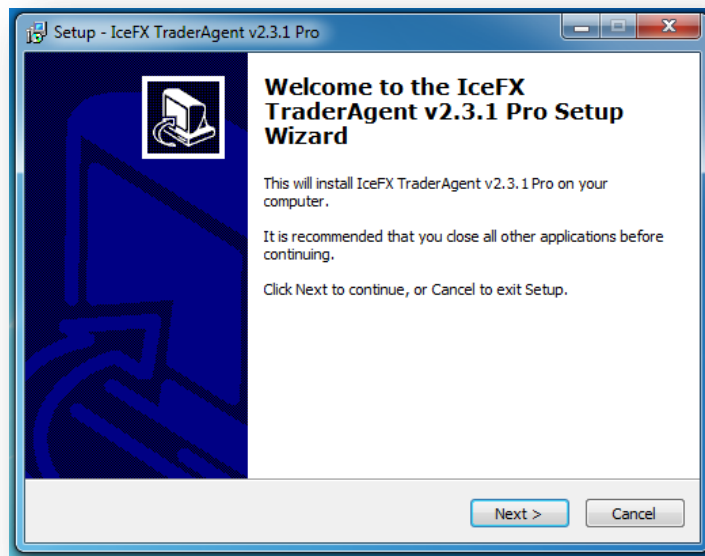 Setup - IceFX TraderAgent v2.3.1 Pro
Welcome to the IceFX
TraderAgent v2.3.1 Pro Setup
Wizard
This will install IceFX TraderAgent v2.3.1 Pro on your
computer.
It is recommended that you close all other applications before
continuing.
Click Next to continue, or Cancel to exit Setup.
Next >
Cancel